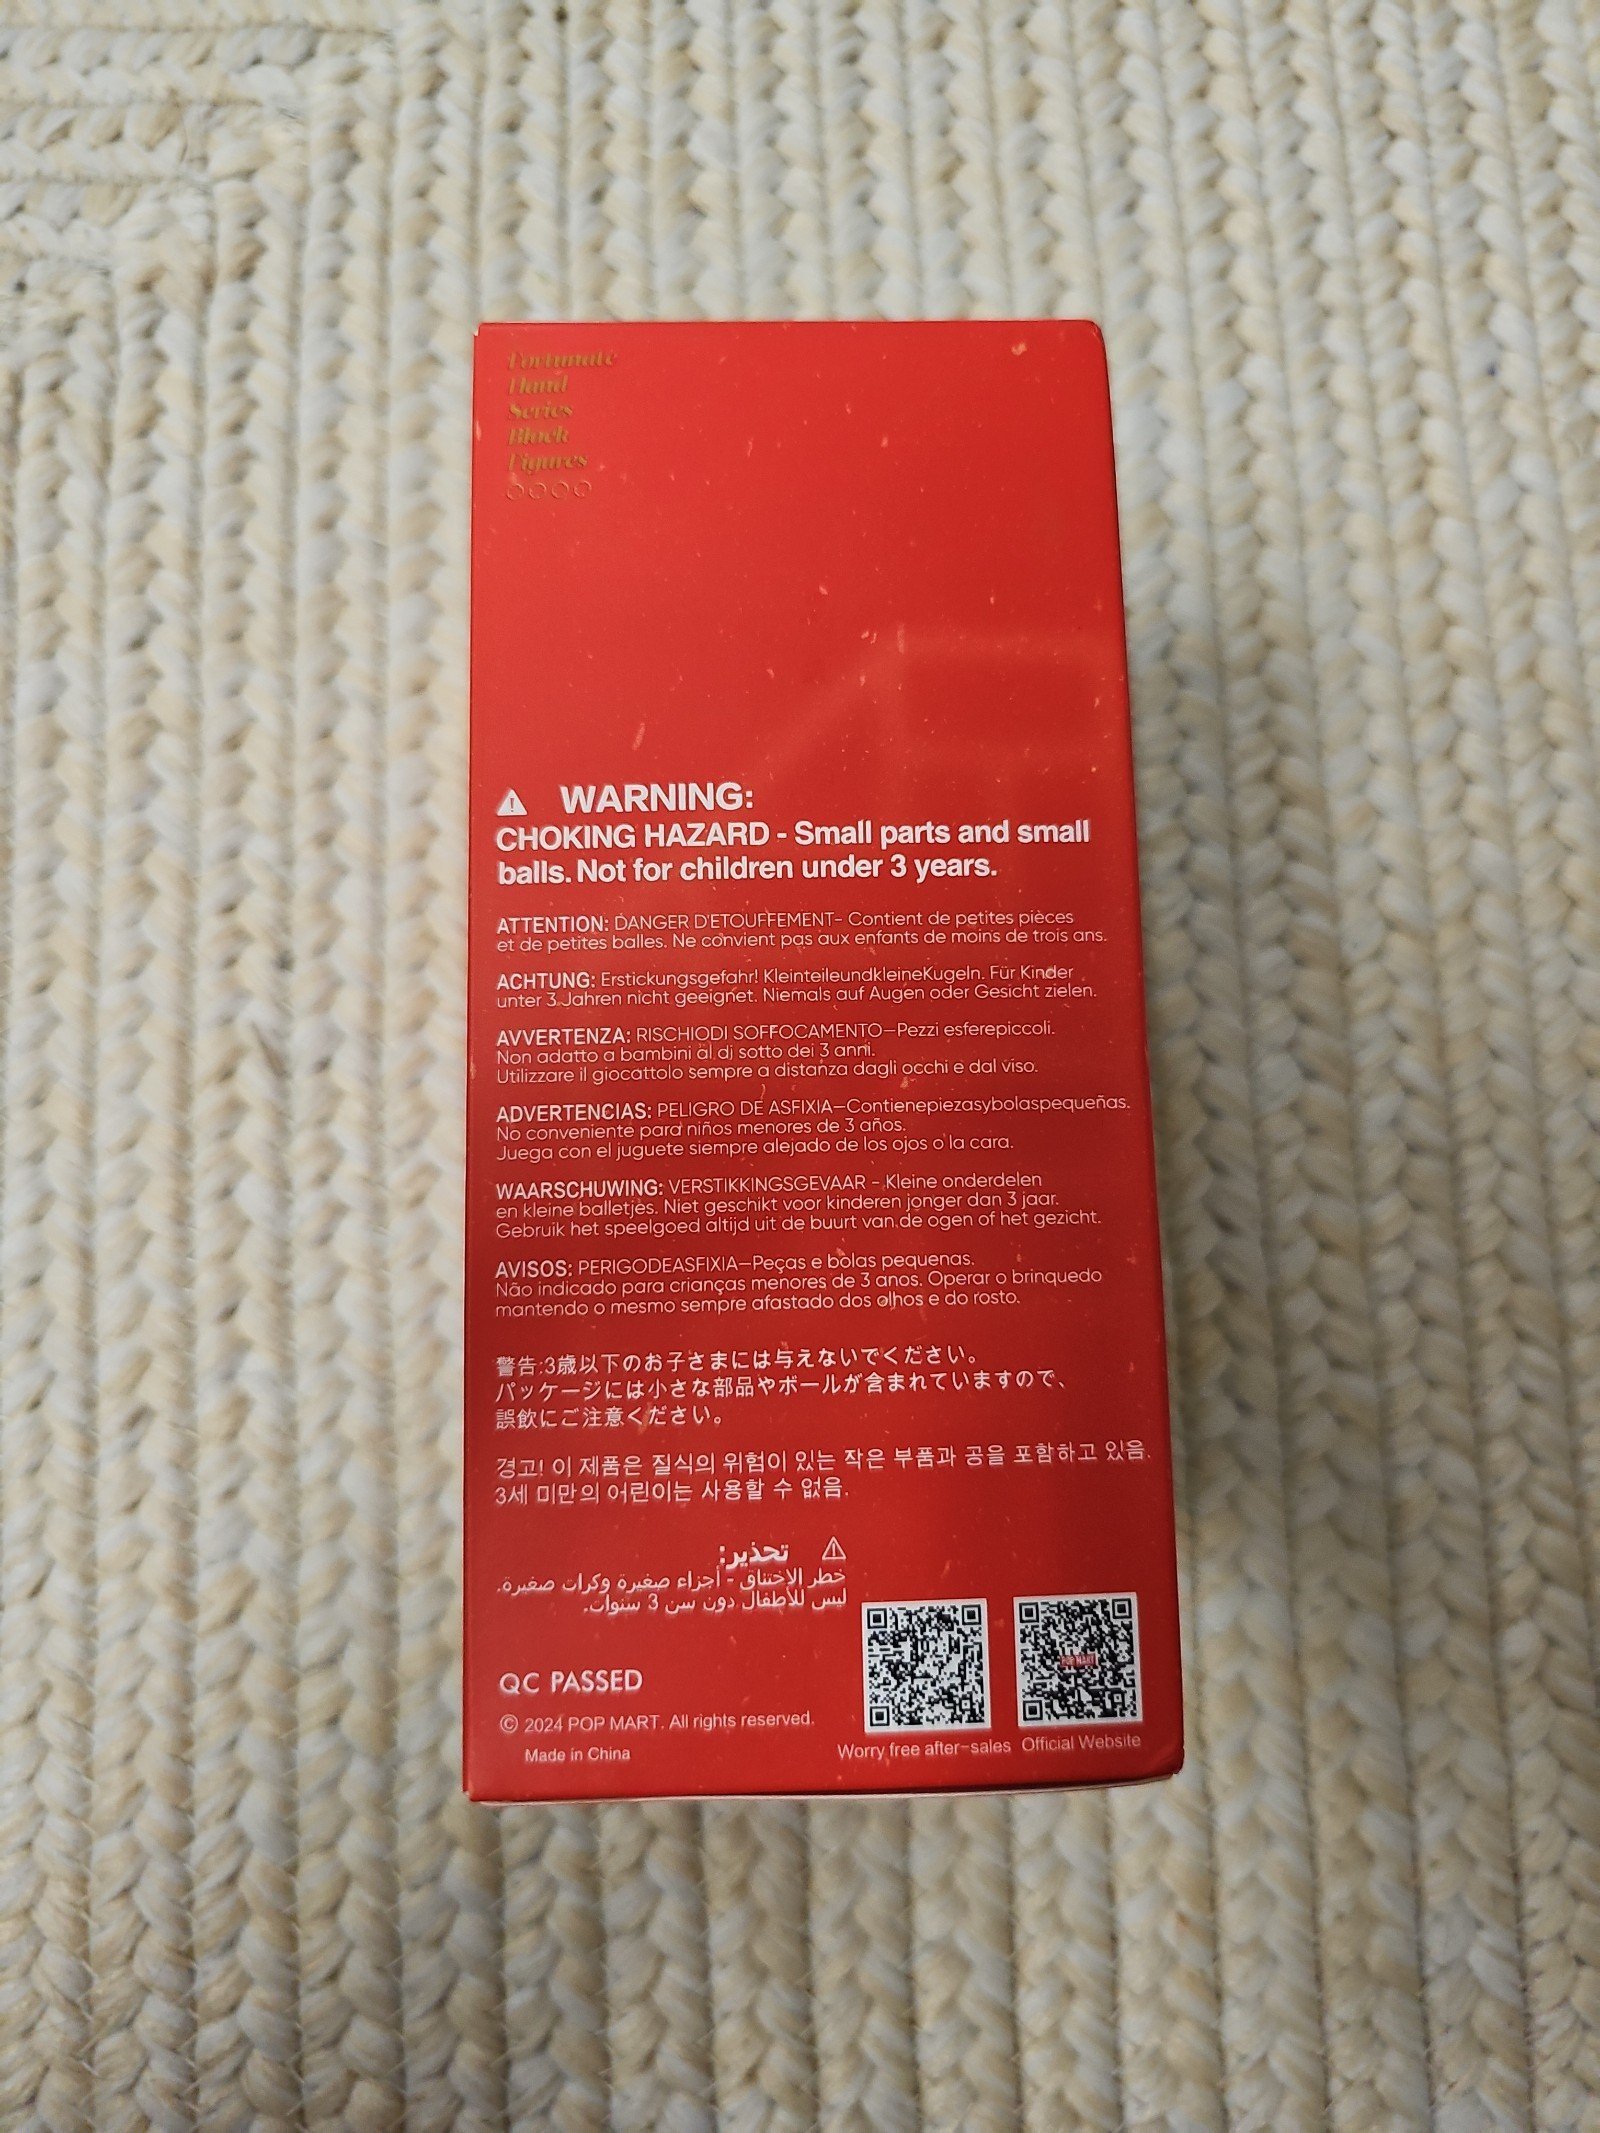 Fortunate
Hand
Series
Block
Figures
WARNING:
CHOKING HAZARD - Small parts and small
balls. Not for children under 3 years.
ATTENTION: DANGER D'ETOUFFEMENT- Contient de petites pièces
et de petites balles. Ne convient pas aux enfants de moins de trois ans.
ACHTUNG: Erstickungsgefahr! KleinteileundkleineKugeln. Für Kinder
unter 3 Jahren nicht geeignet. Niemals auf Augen oder Gesicht zielen.
AVVERTENZA: RISCHIODI SOFFOCAMENTO—Pezzi esferepiccoli.
Non adatto a bambini al di sotto dei 3 anni.
Utilizzare il giocattolo sempre a distanza dagli occhi e dal viso.
ADVERTENCIAS: PELIGRO DE ASFIXIA—Contienepiezasybolaspequeñas.
No conveniente para niños menores de 3 años.
Juega con el juguete siempre alejado de los ojos o la cara.
WAARSCHUWING: VERSTIKKINGSGEVAAR - Kleine onderdelen
en kleine balletjes. Niet geschikt voor kinderen jonger dan 3 jaar.
Gebruik het speelgoed altijd uit de buurt van de ogen of het gezicht.
AVISOS: PERIGODEASFIXIA—Peças e bolas pequenas.
Não indicado para crianças menores de 3 anos. Operar o brinquedo
mantendo o mesmo sempre afastado dos olhos e do rosto.
警告:3歳以下のお子さまには与えないでください。
パッケージには小さな部品やボールが含まれていますので、
誤飲にご注意ください。
경고! 이 제품은 질식의 위험이 있는 작은 부품과 공을 포함하고 있음.
3세 미만의 어린이는 사용할 수 없음.
تحذير:
خطر الاختناق - أجزاء صغيرة وكرات صغيرة.
ليس للأطفال دون سن 3 سنوات.
QC PASSED
© 2024 POP MART. All rights reserved.
Made in China
POP MART
Worry free after-sales Official Website